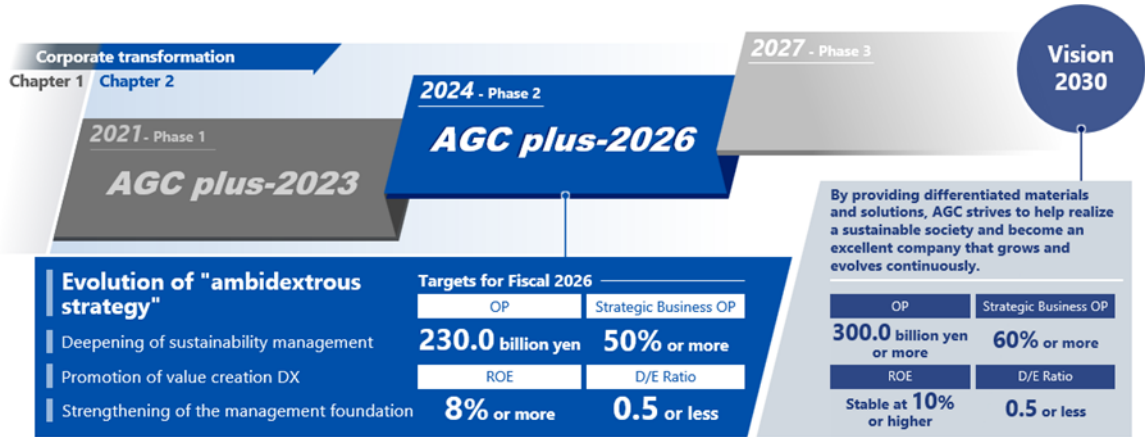 Corporate transformation
Chapter 1 Chapter 2
2021 - Phase 1
AGC plus-2023
2024 - Phase 2
AGC plus-2026
2027 - Phase 3
Vision
2030
Evolution of "ambidextrous
strategy"
Deepening of sustainability management
Promotion of value creation DX
Strengthening of the management foundation
Targets for Fiscal 2026
OP Strategic Business OP
230.0 billion yen 50% or more
ROE D/E Ratio
8% or more 0.5 or less
By providing differentiated materials
and solutions, AGC strives to help realize
a sustainable society and become an
excellent company that grows and
evolves continuously.
OP Strategic Business OP
300.0 billion yen
or more 60% or more
ROE D/E Ratio
Stable at 10%
or higher 0.5 or less